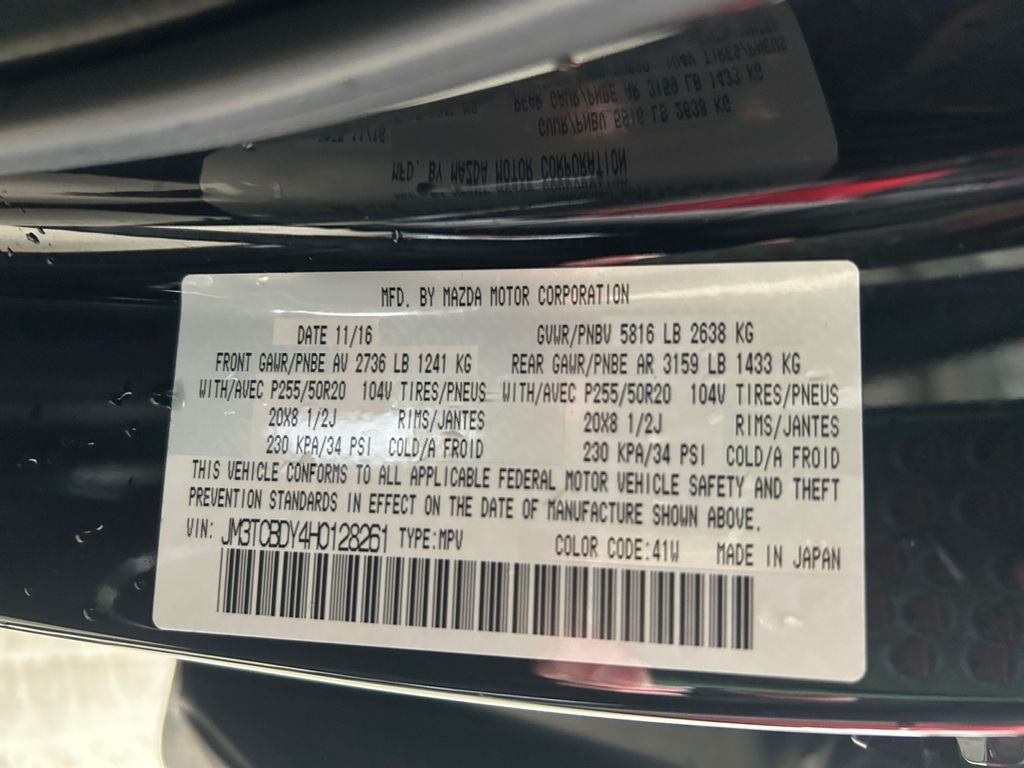 MFD. BY MAZDA MOTOR CORPORATION
DATE 11/16 GVWR/PNBV 5816 LB 2638 KG
FRONT GAWR/PNBE AV 2736 LB 1241 KG REAR GAWR/PNBE AR 3159 LB 1433 KG
WITH/AVEC P255/50R20 104V TIRES/PNEUS WITH/AVEC P255/50R20 104V TIRES/PNEUS
20X8 1/2J RIMS/JANTES 20X8 1/2J RIMS/JANTES
230 KPA/34 PSI COLD/A FROID 230 KPA/34 PSI COLD/A FROID
THIS VEHICLE CONFORMS TO ALL APPLICABLE FEDERAL MOTOR VEHICLE SAFETY AND THEFT
PREVENTION STANDARDS IN EFFECT ON THE DATE OF MANUFACTURE SHOWN ABOVE.
VIN: JM3TCBDY4H0128261 TYPE:MPV COLOR CODE:41W MADE IN JAPAN